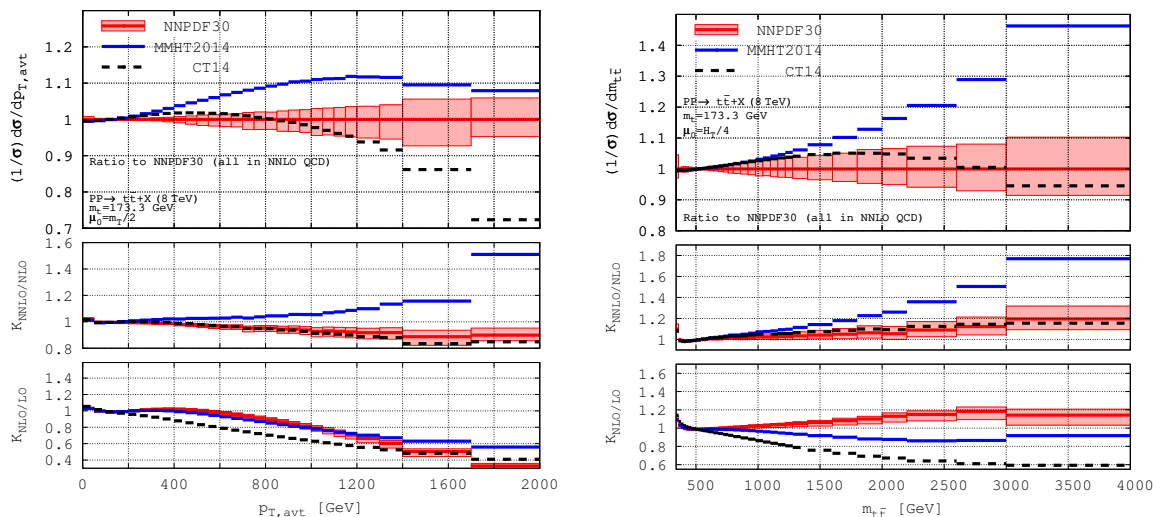 (1/σ) dσ/dp_T,avt
1.2
1.1
1
0.9
0.8
0.7
NNPDF30
MMHT2014
CT14
Ratio to NNPDF30 (all in NNLO QCD)
PP→ tt̄+X (8 TeV)
m_t=173.3 GeV
μ_0=m_T/2
K_NNLO/NLO
1.6
1.4
1.2
1
0.8
K_NLO/LO
1.4
1.2
1
0.8
0.6
0.4
0 400 800 1200 1600 2000
p_T,avt [GeV]
(1/σ) dσ/dm_tt̄
1.4
1.3
1.2
1.1
1
0.9
0.8
NNPDF30
MMHT2014
CT14
PP→ tt̄+X (8 TeV)
m_t=173.3 GeV
μ_0=H_T/4
Ratio to NNPDF30 (all in NNLO QCD)
K_NNLO/NLO
1.8
1.6
1.4
1.2
1
K_NLO/LO
1.6
1.4
1.2
1
0.8
0.6
500 1000 1500 2000 2500 3000 3500 4000
m_tt̄ [GeV]